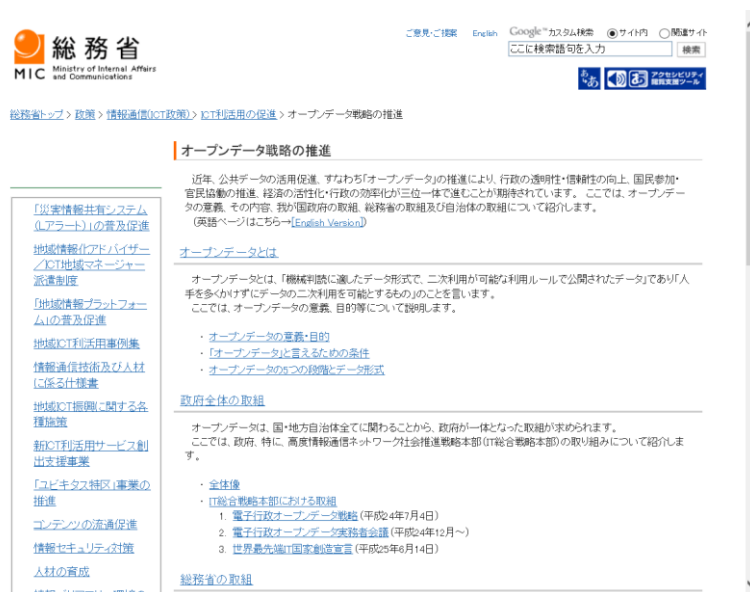 ご意見・ご提案 English Google™カスタム検索 サイト内 関連サイト
ここに検索語句を入力 検索
総務省
MIC Ministry of Internal Affairs
and Communications
あ あ アクセシビリティ
閲覧支援ツール
総務省トップ > 政策 > 情報通信(ICT政策) > ICT利活用の促進 > オープンデータ戦略の推進
オープンデータ戦略の推進
近年、公共データの活用促進、すなわち「オープンデータ」の推進により、行政の透明性・信頼性の向上、国民参加・
官民協働の推進、経済の活性化・行政の効率化が三位一体で進むことが期待されています。 ここでは、オープンデー
タの意義、その内容、我が国政府の取組、総務省の取組及び自治体の取組について紹介します。
(英語ページはこちら→[English Version])
オープンデータとは
オープンデータとは、「機械判読に適したデータ形式で、二次利用が可能な利用ルールで公開されたデータ」であり「人
手を多くかけずにデータの二次利用を可能とするもの」のことを言います。
ここでは、オープンデータの意義、目的等について説明します。
・オープンデータの意義・目的
・「オープンデータ」と言えるための条件
・オープンデータの5つの段階とデータ形式
政府全体の取組
オープンデータは、国・地方自治体全てに関わることから、政府が一体となった取組が求められます。
ここでは、政府、特に、高度情報通信ネットワーク社会推進戦略本部(IT総合戦略本部)の取り組みについて紹介しま
す。
・全体像
・IT総合戦略本部における取組
1. 電子行政オープンデータ戦略(平成24年7月4日)
2. 電子行政オープンデータ実務者会議(平成24年12月~)
3. 世界最先端IT国家創造宣言(平成25年6月14日)
総務省の取組
「災害情報共有システム
(Lアラート)」の普及促進
地域情報化アドバイザー
/ICT地域マネージャー
派遣制度
「地域情報プラットフォー
ム」の普及促進
地域ICT利活用事例集
情報通信技術及び人材
に係る仕様書
地域ICT振興に関する各
種施策
新ICT利活用サービス創
出支援事業
「ユビキタス特区」事業の
推進
コンテンツの流通促進
情報セキュリティ対策
人材の育成